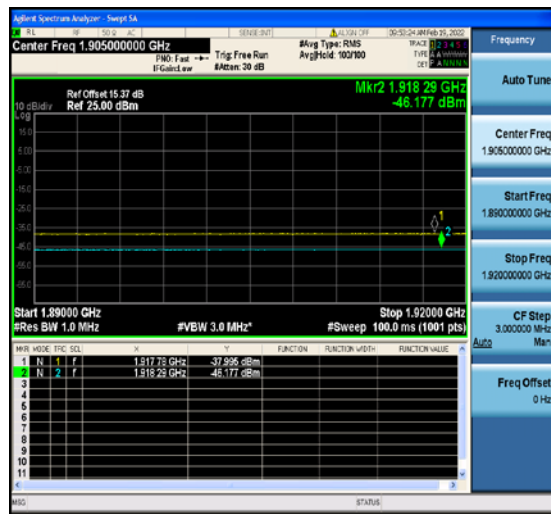 Agilent Spectrum Analyzer - Swept SA
RL RF 50 Ω AC SENSE:INT ALIGN OFF 09:53:24 AM Feb 19, 2022
Center Freq 1.905000000 GHz
PNO: Fast
IFGain:Low
Trig: Free Run
#Atten: 30 dB
#Avg Type: RMS
Avg|Hold: 100/100
TRACE 1 2 3 4 5
TYPE
DET P A N N N N
Ref Offset 15.37 dB
10 dB/div Ref 25.00 dBm
Log
Mkr2 1.918 29 GHz
-46.177 dBm
15.0
5.00
-5.00
-15.0
-25.0
-35.0
-45.0
-55.0
-65.0
1
2
Start 1.89000 GHz Stop 1.92000 GHz
#Res BW 1.0 MHz #VBW 3.0 MHz* #Sweep 100.0 ms (1001 pts)
MKR MODE TRC SCL X Y FUNCTION FUNCTION WIDTH FUNCTION VALUE
1 N 1 f 1.917 78 GHz -37.995 dBm
2 N 2 f 1.918 29 GHz -46.177 dBm
3
4
5
6
7
8
9
10
11
MSG STATUS
Frequency
Auto Tune
Center Freq
1.905000000 GHz
Start Freq
1.890000000 GHz
Stop Freq
1.920000000 GHz
CF Step
3.000000 MHz
Auto Man
Freq Offset
0 Hz